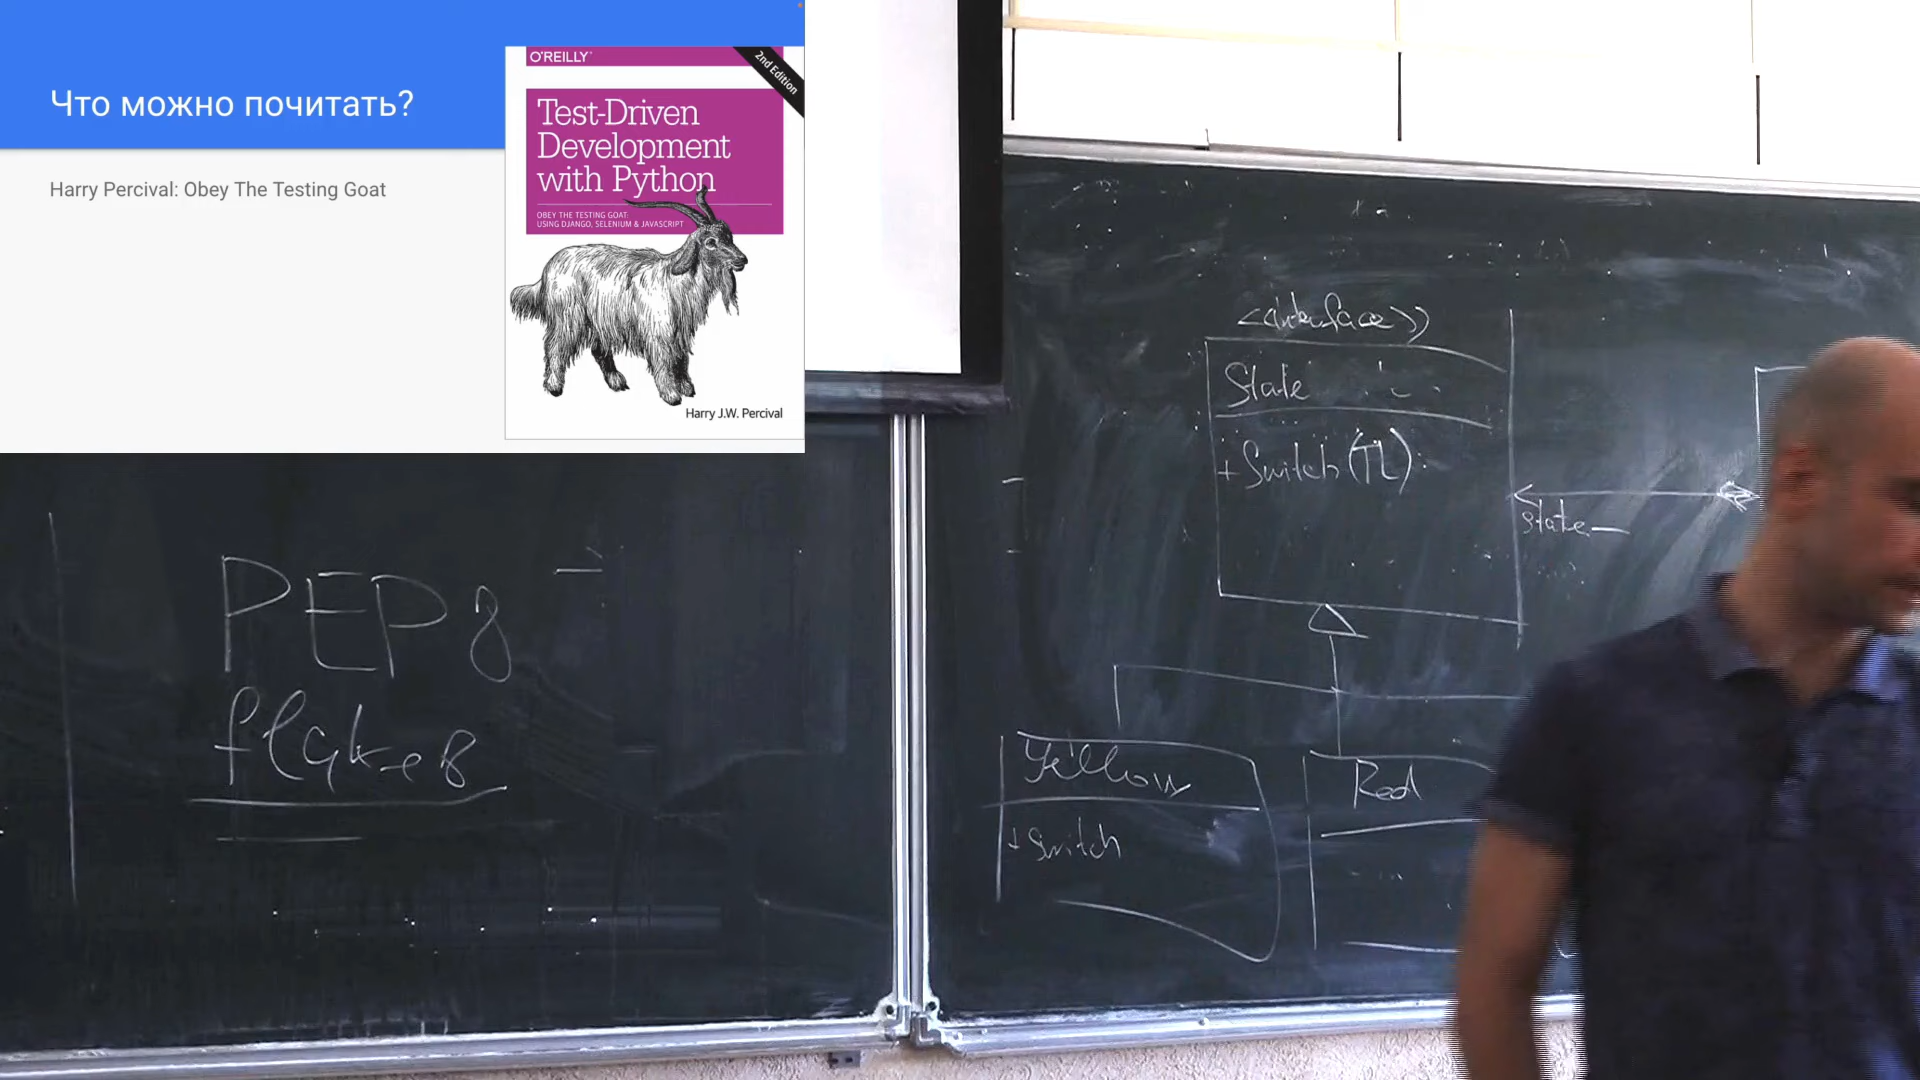 Что можно почитать?
Harry Percival: Obey The Testing Goat
O'REILLY®
2nd Edition
Test-Driven
Development
with Python
OBEY THE TESTING GOAT:
USING DJANGO, SELENIUM & JAVASCRIPT
Harry J.W. Percival
PEP8
flake8
<<interface>>
State
+Switch(TL):
state
Yellow
+Switch
Red